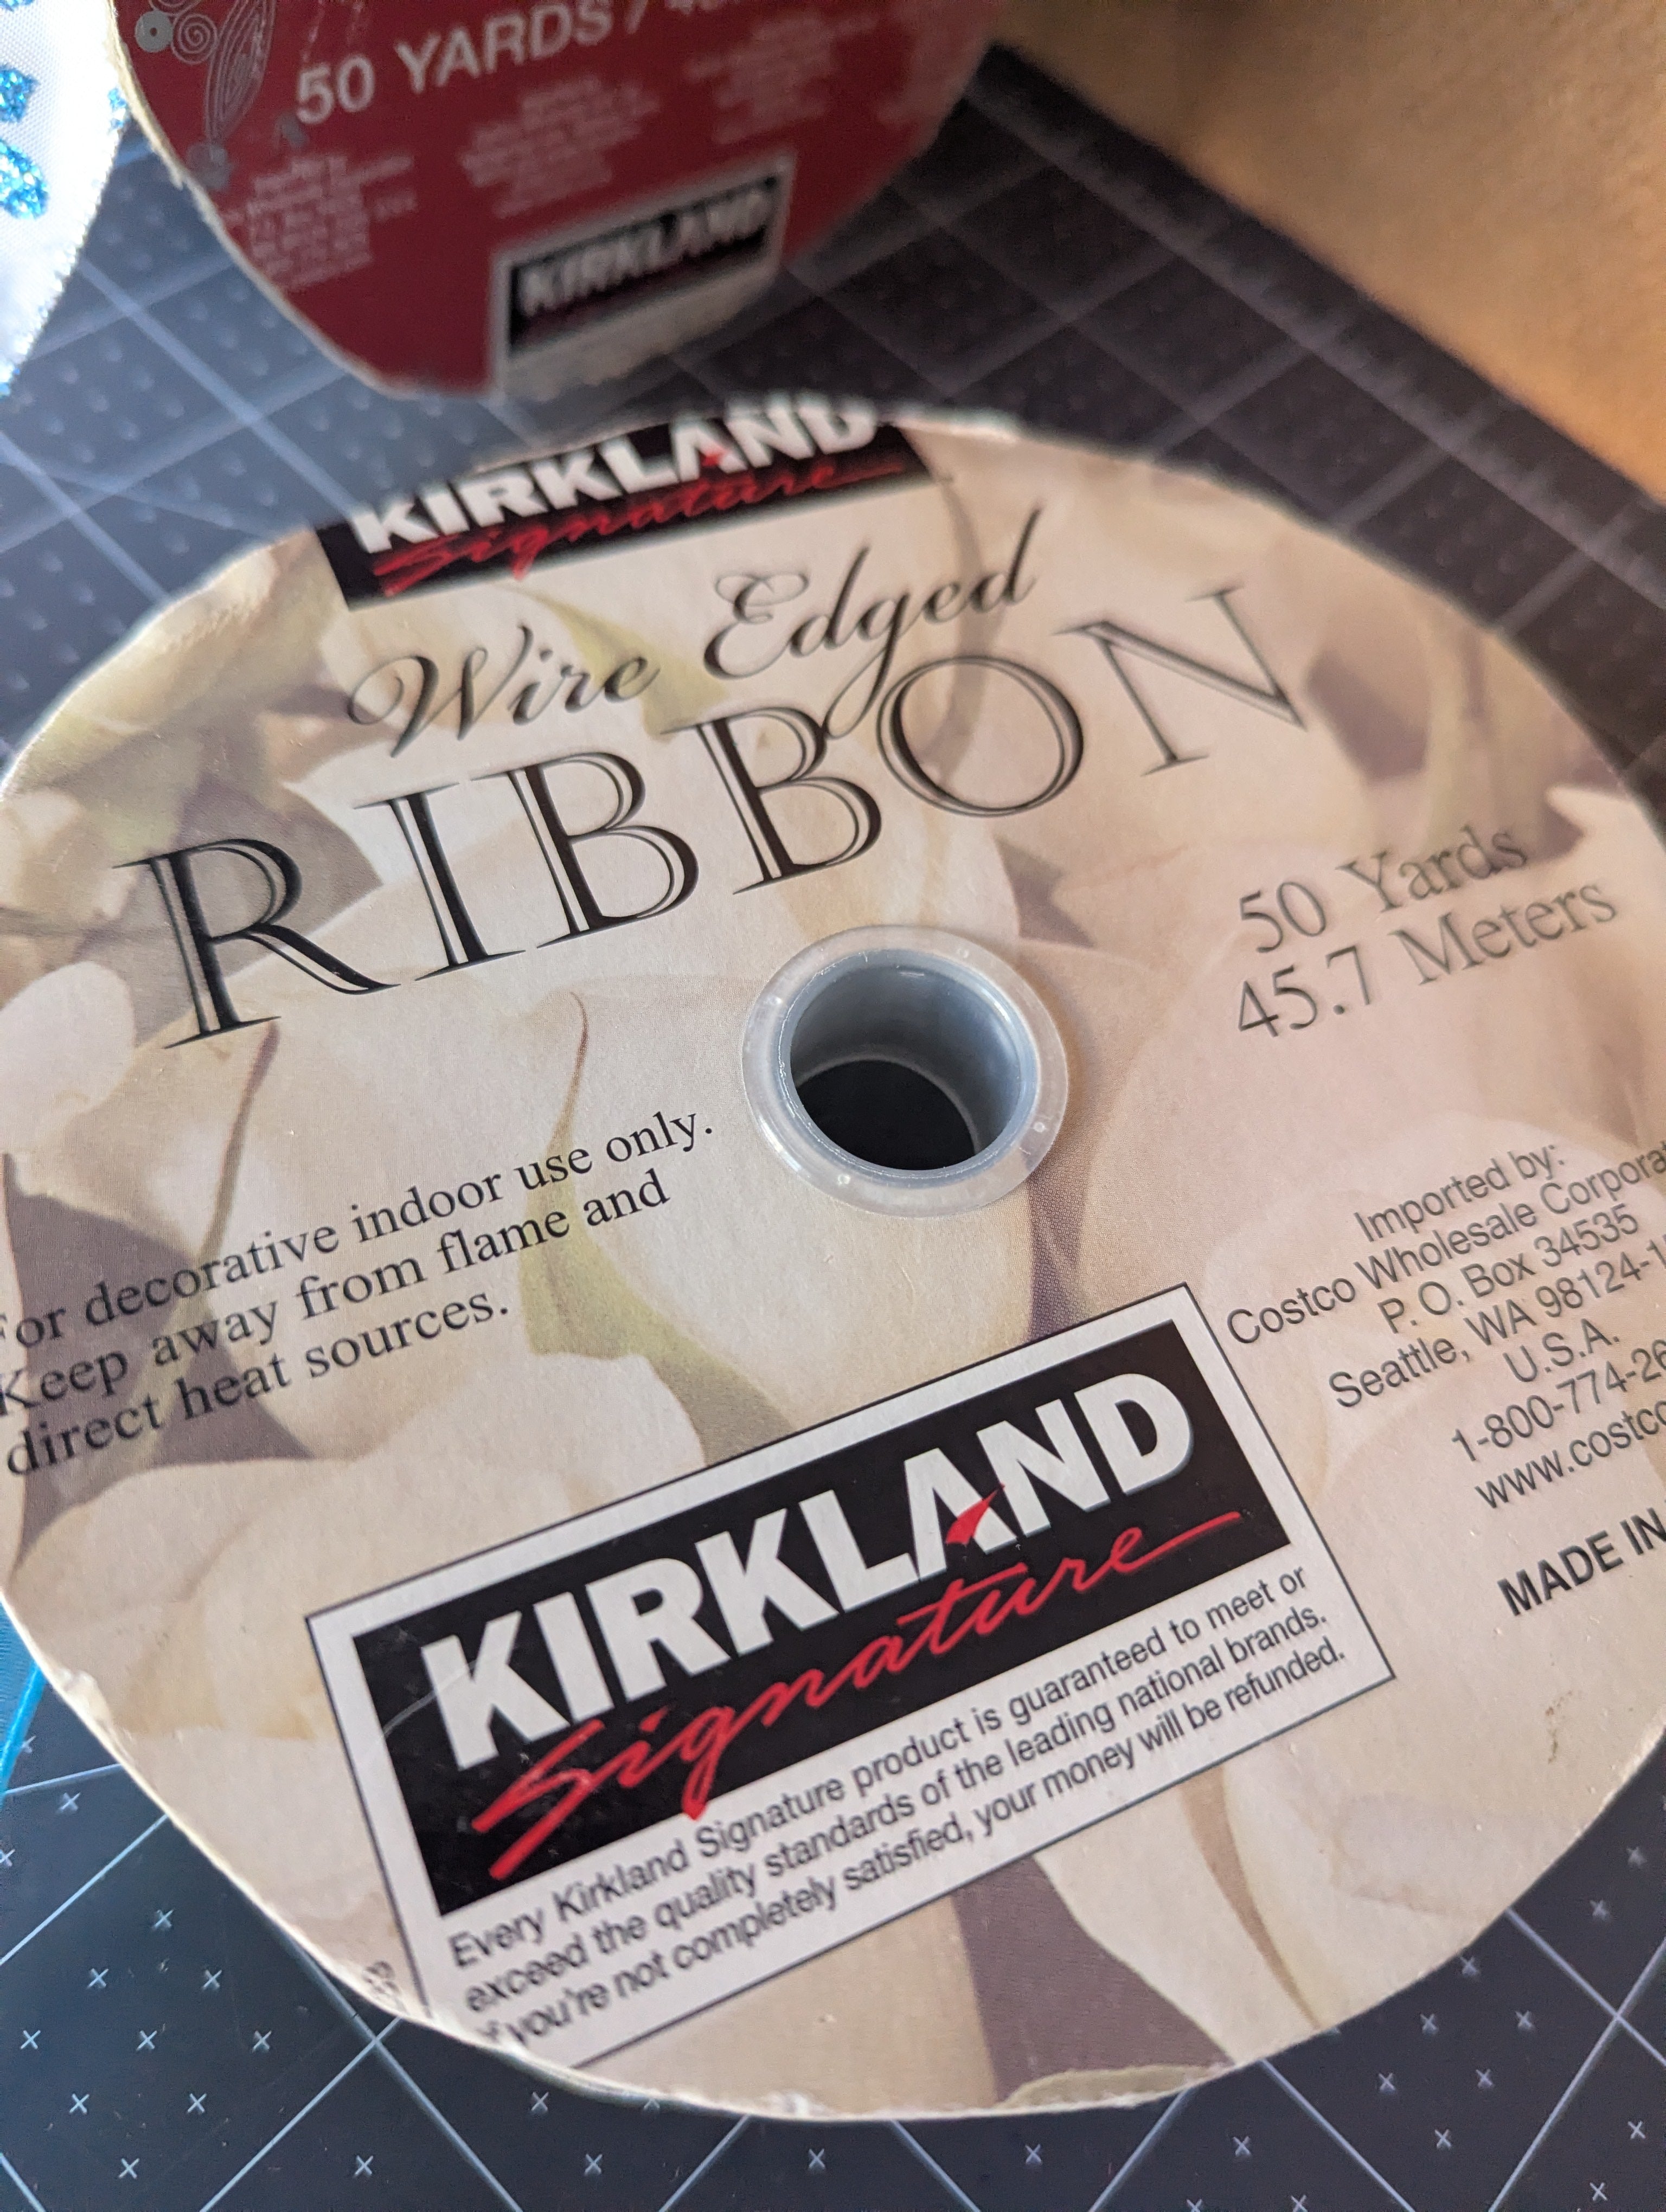 50 YARDS /
KIRKLAND
KIRKLAND
Signature
Wire Edged
RIBBON
50 Yards
45.7 Meters
For decorative indoor use only.
Keep away from flame and
direct heat sources.
Imported by:
Costco Wholesale
P. O. Box 34535
Seattle, WA 98124-1
U.S.A.
1-800-774-26
www.costco
MADE IN
KIRKLAND
Signature
Every Kirkland Signature product is guaranteed to meet or
exceed the quality standards of the leading national brands.
If you're not completely satisfied, your money will be refunded.